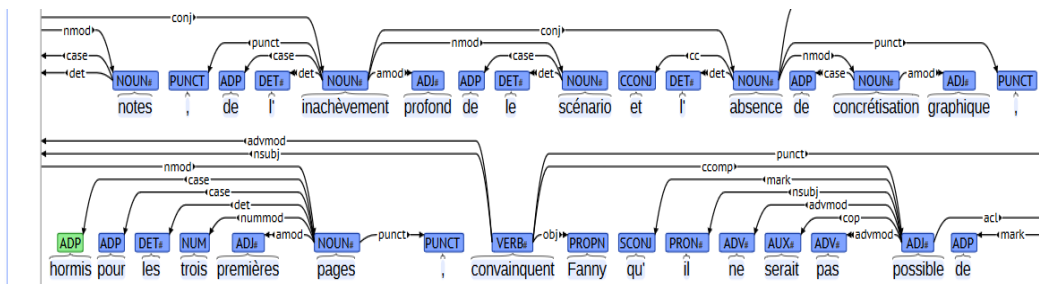 conj
nmod punct nmod conj punct
case case case cc nmod
det det amod det det case amod
NOUN# PUNCT ADP DET# NOUN# ADJ# ADP DET# NOUN# CCONJ DET# NOUN# ADP NOUN# ADJ# PUNCT
notes , de l' inachèvement profond de le scénario et l' absence de concrétisation graphique ,
advmod
nsubj punct
nmod ccomp
case mark
case nsubj
det advmod
nummod cop acl
amod punct obj advmod mark
ADP ADP DET# NUM ADJ# NOUN# PUNCT VERB# PROPN SCONJ PRON# ADV# AUX# ADV# ADJ# ADP
hormis pour les trois premières pages , convainquent Fanny qu' il ne serait pas possible de